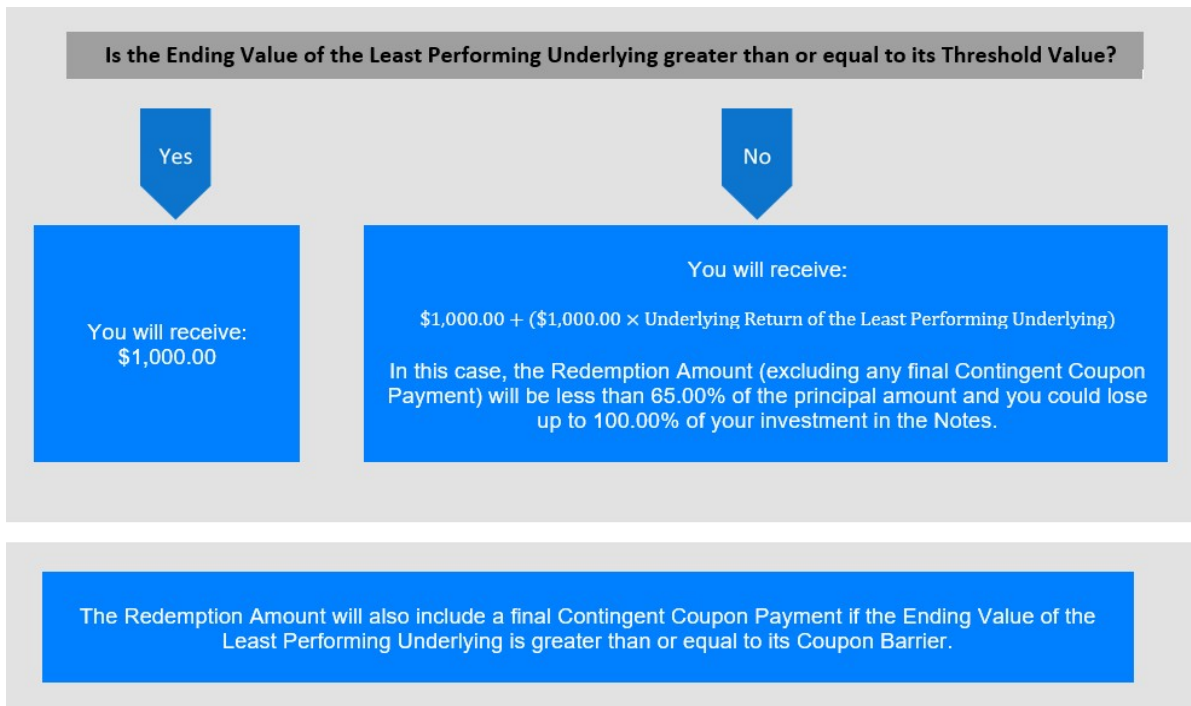 Is the Ending Value of the Least Performing Underlying greater than or equal to its Threshold Value?
Yes
No
You will receive:
$1,000.00
You will receive:
$1,000.00 + ($1,000.00 × Underlying Return of the Least Performing Underlying)
In this case, the Redemption Amount (excluding any final Contingent Coupon
Payment) will be less than 65.00% of the principal amount and you could lose
up to 100.00% of your investment in the Notes.
The Redemption Amount will also include a final Contingent Coupon Payment if the Ending Value of the
Least Performing Underlying is greater than or equal to its Coupon Barrier.